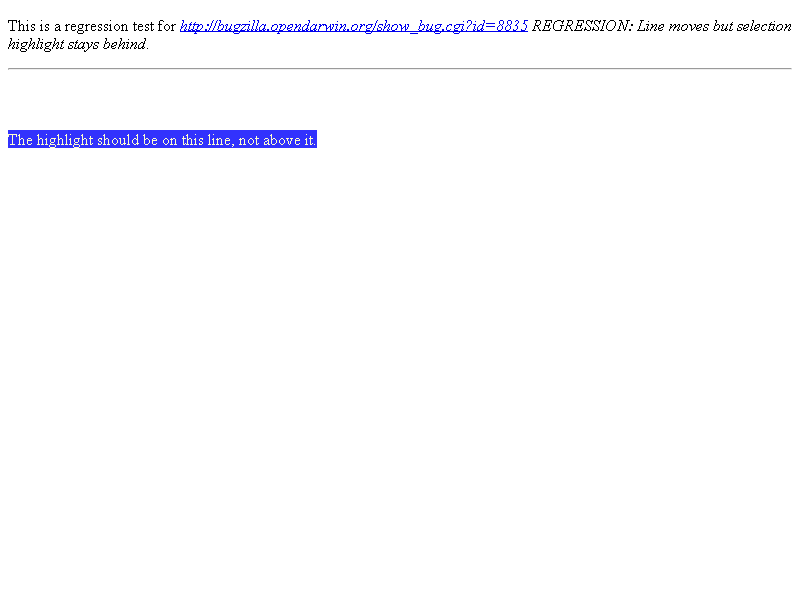 This is a regression test for http://bugzilla.opendarwin.org/show_bug.cgi?id=8835 REGRESSION: Line moves but selection
highlight stays behind.
The highlight should be on this line, not above it.